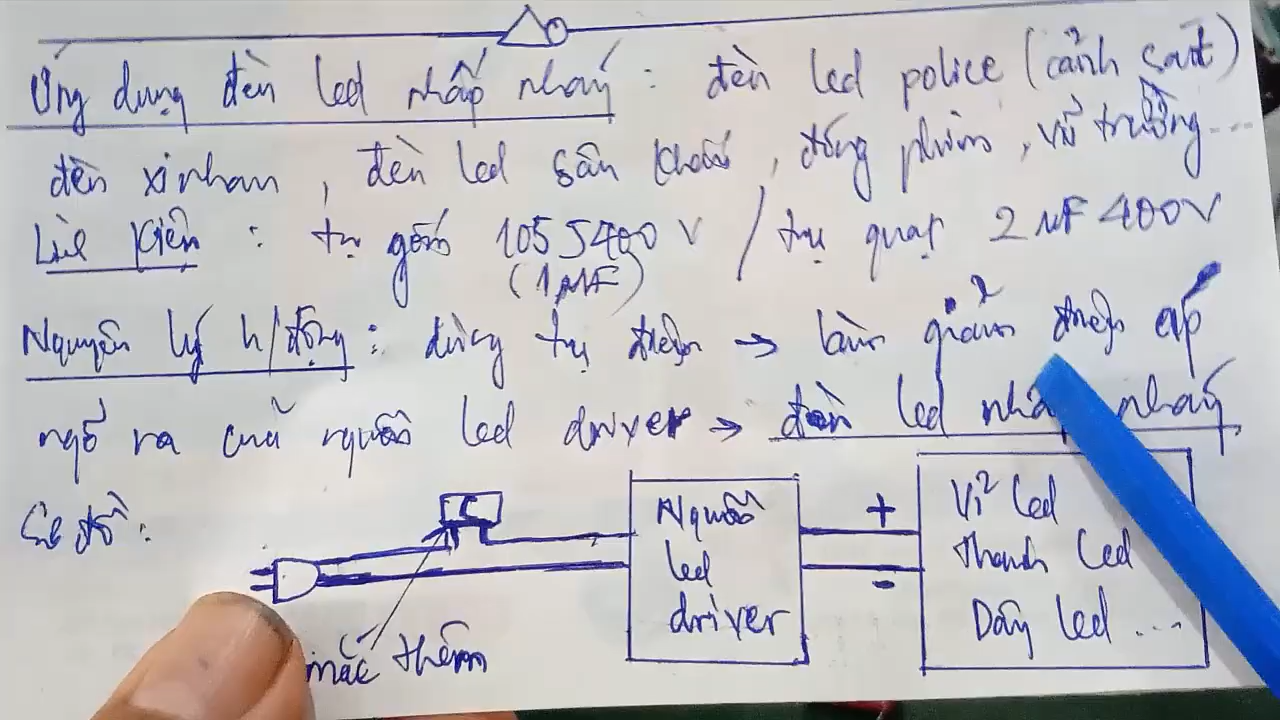 Ứng dụng đèn led nhấp nháy : đèn led police (cảnh sát)
đèn xi nhan , đèn led sân khấu , đóng phim , vũ trường ...
Link Kiện : tụ gốm 105J400V / tụ quạt 2µF 400V
(1µF)
Nguyên lý h/động : dùng tụ điện → làm giảm điện áp
ngõ ra của nguồn led driver → đèn led nhấp nháy
Sơ đồ :
C
mắc thêm
Nguồn
led
driver
+
-
Vỉ led
Thanh led
Dây led ...